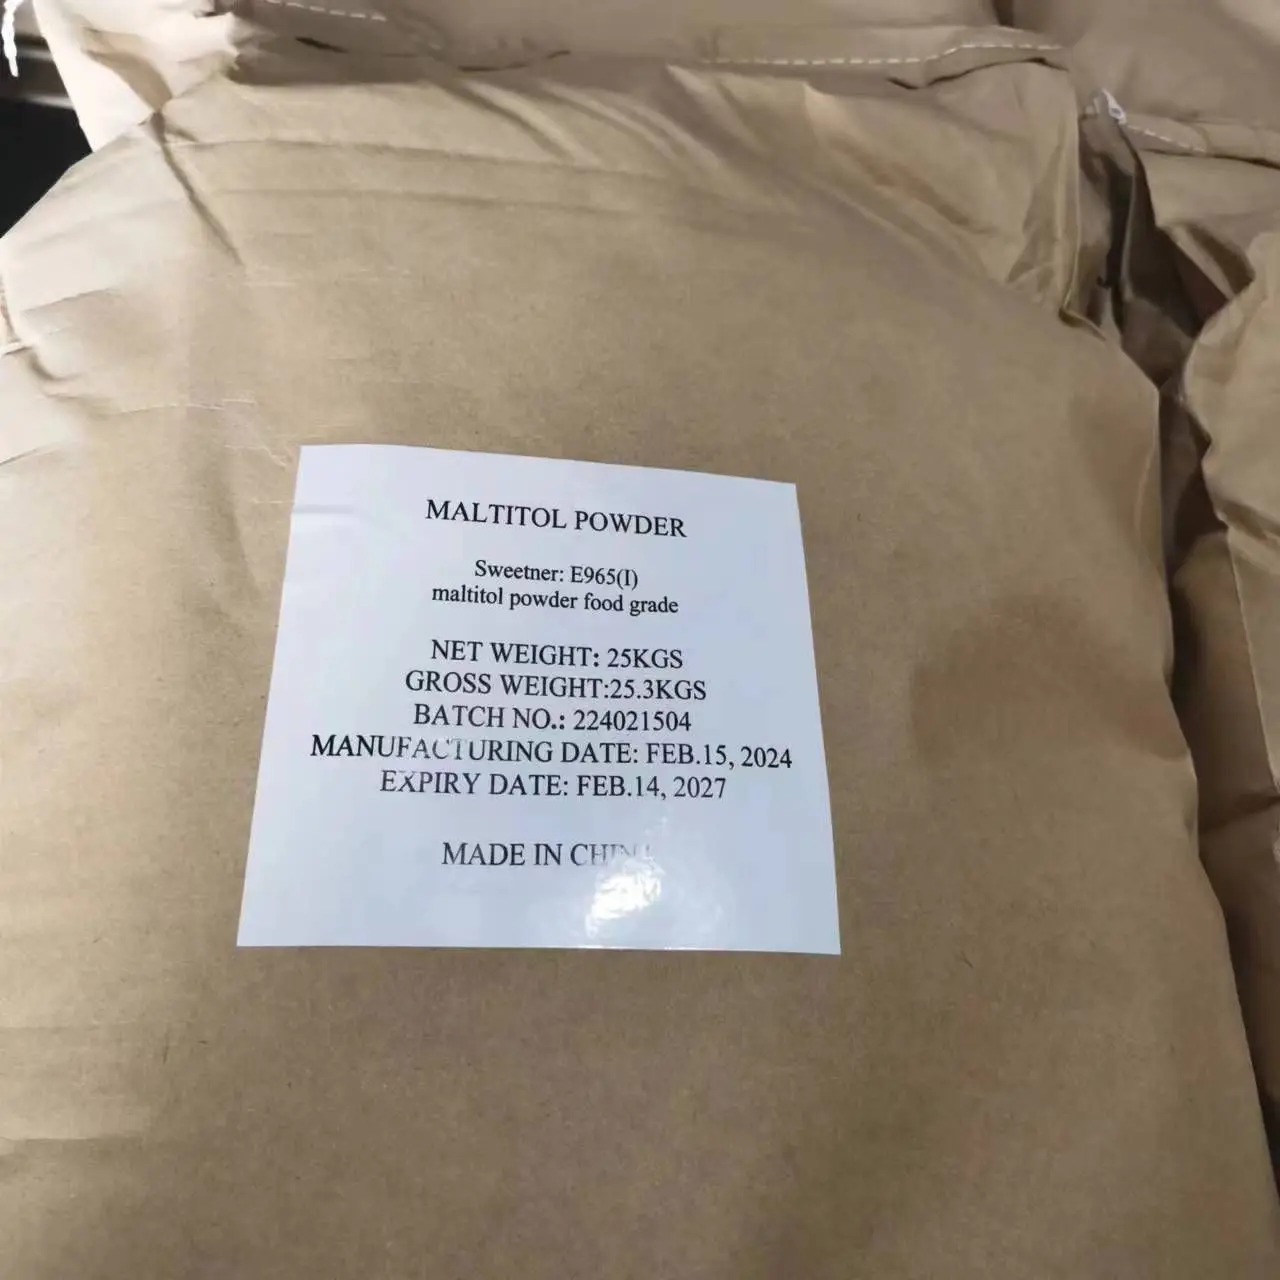 MALTITOL POWDER
Sweetner: E965(I)
maltitol powder food grade
NET WEIGHT: 25KGS
GROSS WEIGHT:25.3KGS
BATCH NO.: 224021504
MANUFACTURING DATE: FEB.15, 2024
EXPIRY DATE: FEB.14, 2027
MADE IN CHINA